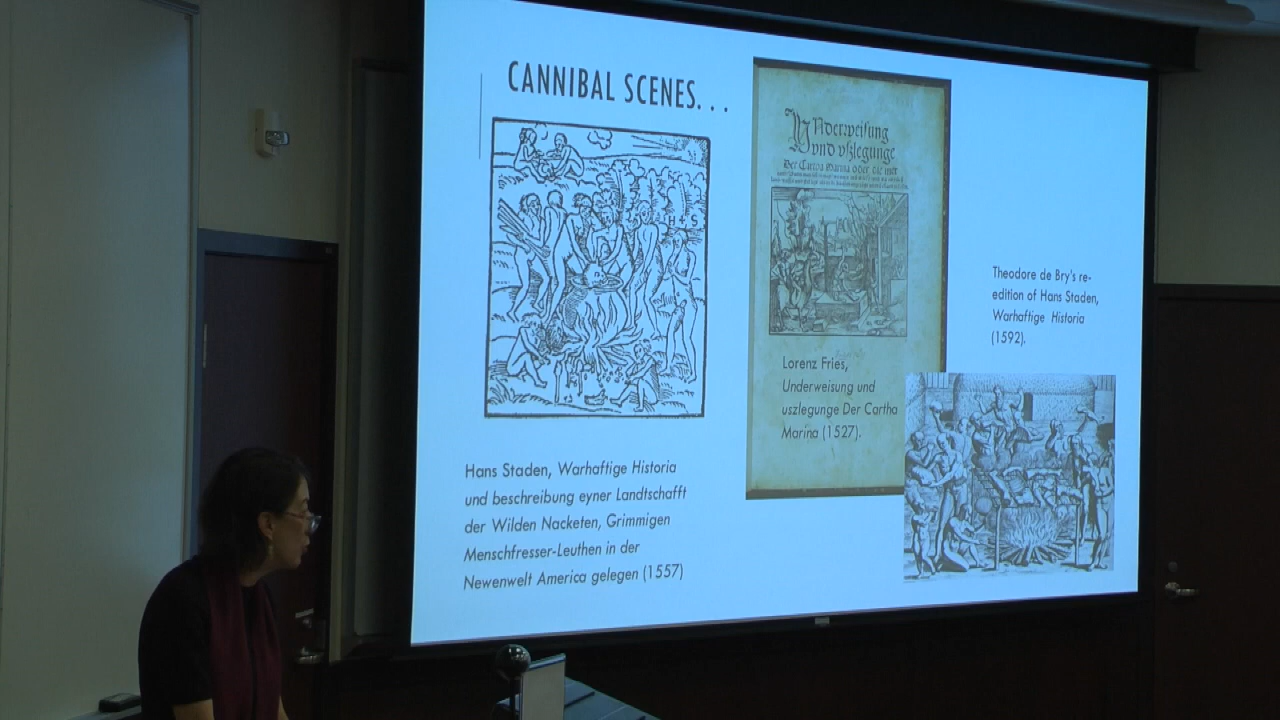 CANNIBAL SCENES. . .
Hans Staden, Warhaftige Historia
und beschreibung eyner Landtschafft
der Wilden Nacketen, Grimmigen
Menschfresser-Leuthen in der
Newenwelt America gelegen (1557)
Vnderweisung
vnd vßlegunge
Der Cartha Marina oder die mer
Lorenz Fries,
Underweisung und
uszlegunge Der Cartha
Marina (1527).
Theodore de Bry's re-
edition of Hans Staden,
Warhaftige Historia
(1592).
H+S